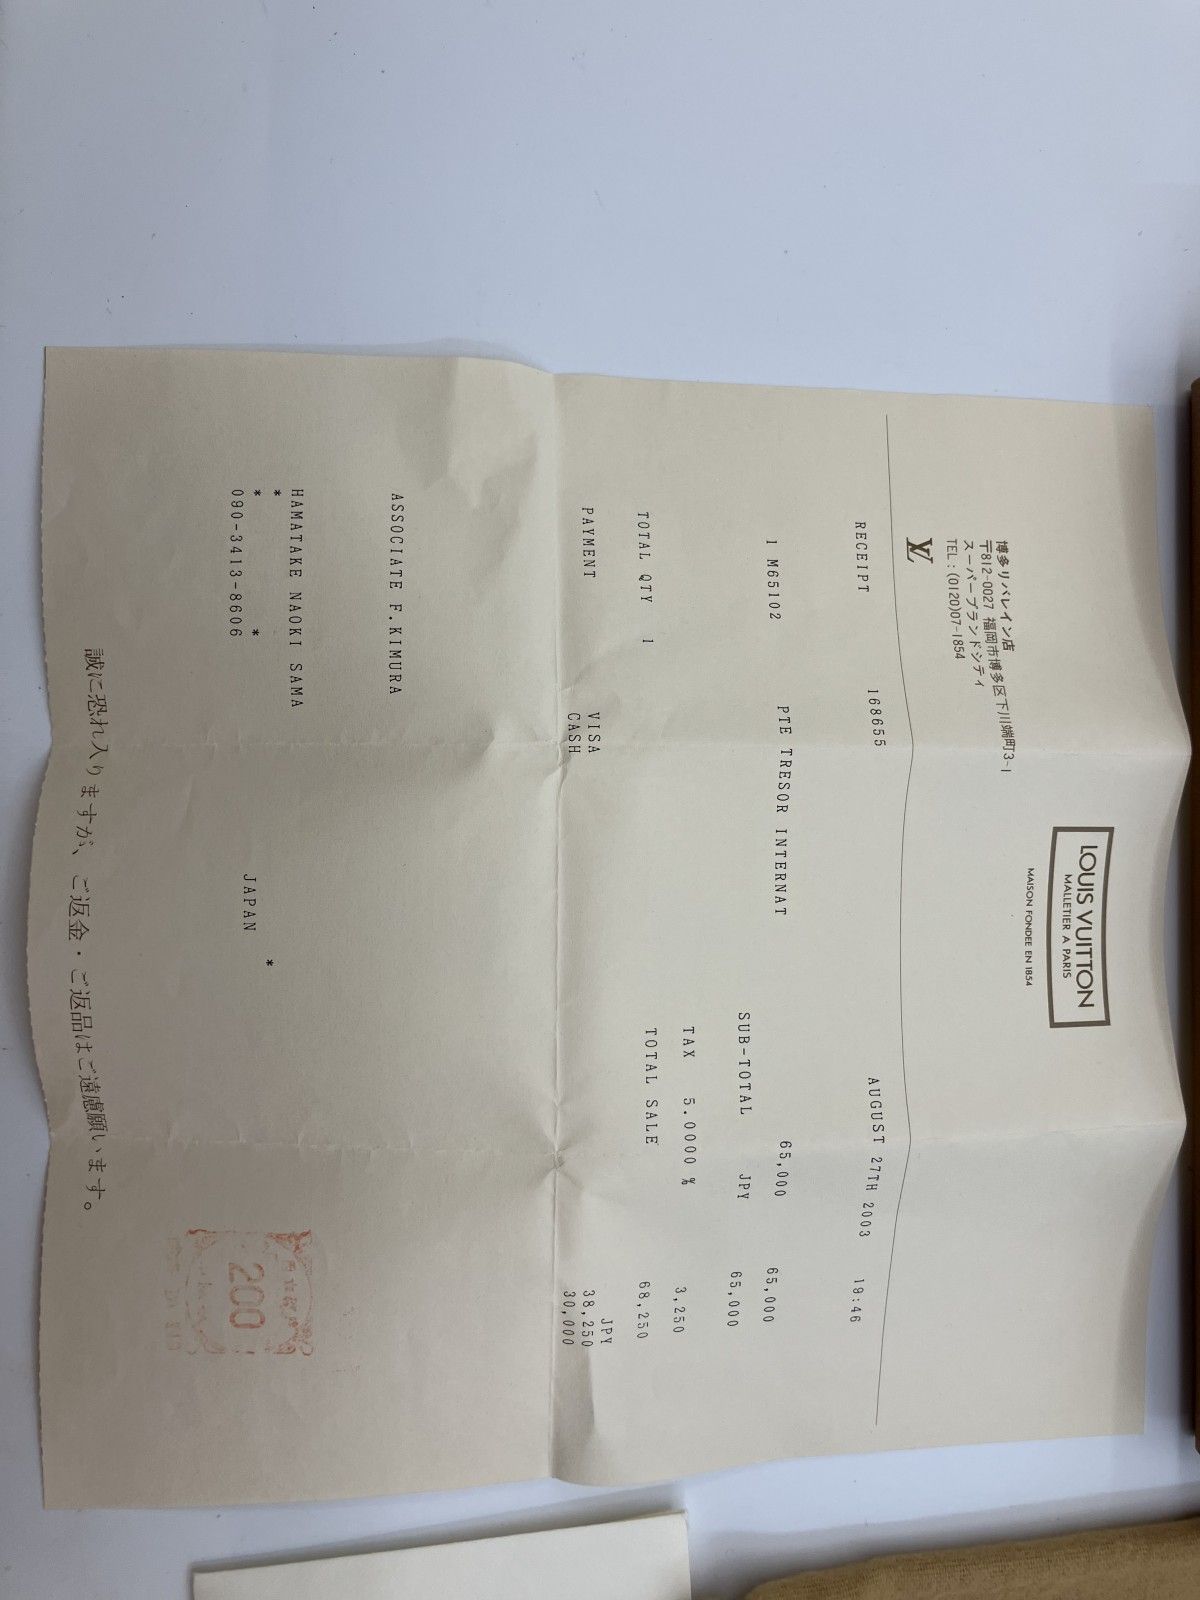 LOUIS VUITTON
MALLETIER A PARIS
MAISON FONDEE EN 1854
博多リバレイン店
〒812-0027 福岡市博多区下川端町3-1
スーパーブランドシティ
TEL : (0120)07-1854
LV
RECEIPT 168655 AUGUST 27TH 2003 19:46
1 M65102 PTE TRESOR INTERNAT 65,000 65,000
SUB-TOTAL JPY 65,000
TAX 5.0000 % 3,250
TOTAL QTY 1 TOTAL SALE 68,250
JPY
PAYMENT VISA 38,250
CASH 30,000
ASSOCIATE F.KIMURA
HAMATAKE NAOKI SAMA
* *
* * JAPAN
090-3413-8606
200
誠に恐れ入りますが、ご返金・ご返品はご遠慮願います。